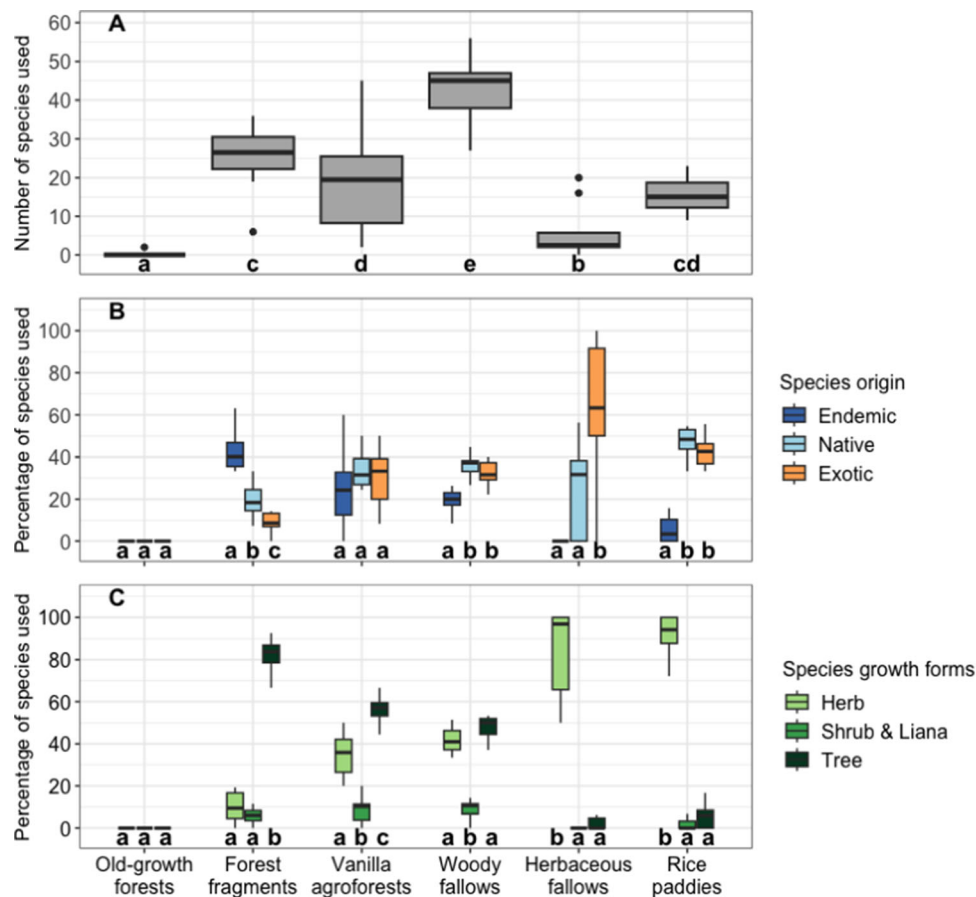 A
Number of species used
60
50
40
30
20
10
0
a c d e b cd
B
Percentage of species used
100
80
60
40
20
0
a a a a b c a a a a b b a a b a b b
Species origin
Endemic
Native
Exotic
C
Percentage of species used
100
80
60
40
20
0
a a a a a b a b c a b a b a a b a a
Species growth forms
Herb
Shrub & Liana
Tree
Old-growth forests
Forest fragments
Vanilla agroforests
Woody fallows
Herbaceous fallows
Rice paddies